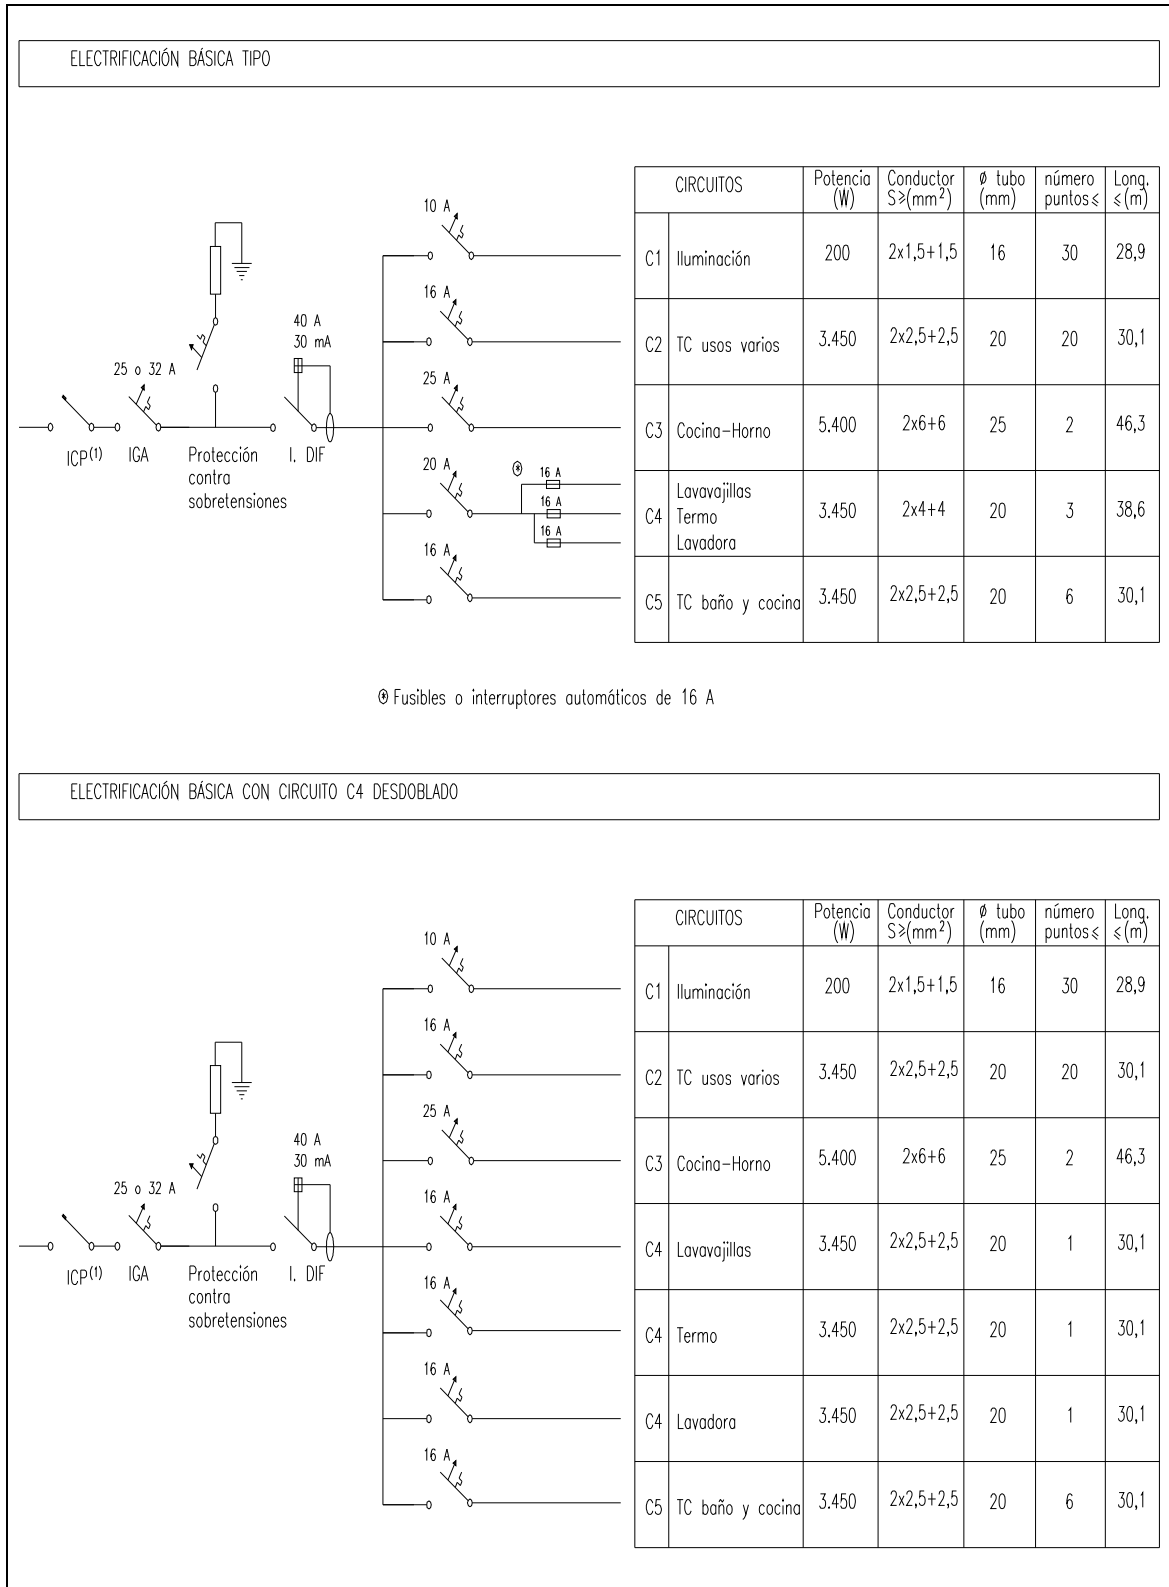 ELECTRIFICACIÓN BÁSICA TIPO
10 A
16 A
25 A
20 A
16 A
40 A
30 mA
25 o 32 A
ICP(1)
IGA
Protección
contra
sobretensiones
I. DIF
⊛
16 A
16 A
16 A
CIRCUITOS
Potencia
(W)
Conductor
S≥(mm²)
Ø tubo
(mm)
número
puntos≤
Long.
≤(m)
C1 Iluminación 200 2x1,5+1,5 16 30 28,9
C2 TC usos varios 3.450 2x2,5+2,5 20 20 30,1
C3 Cocina-Horno 5.400 2x6+6 25 2 46,3
C4 Lavavajillas
Termo
Lavadora
3.450 2x4+4 20 3 38,6
C5 TC baño y cocina 3.450 2x2,5+2,5 20 6 30,1
⊛ Fusibles o interruptores automáticos de 16 A
ELECTRIFICACIÓN BÁSICA CON CIRCUITO C4 DESDOBLADO
10 A
16 A
25 A
16 A
16 A
16 A
16 A
40 A
30 mA
25 o 32 A
ICP(1)
IGA
Protección
contra
sobretensiones
I. DIF
CIRCUITOS
Potencia
(W)
Conductor
S≥(mm²)
Ø tubo
(mm)
número
puntos≤
Long.
≤(m)
C1 Iluminación 200 2x1,5+1,5 16 30 28,9
C2 TC usos varios 3.450 2x2,5+2,5 20 20 30,1
C3 Cocina-Horno 5.400 2x6+6 25 2 46,3
C4 Lavavajillas 3.450 2x2,5+2,5 20 1 30,1
C4 Termo 3.450 2x2,5+2,5 20 1 30,1
C4 Lavadora 3.450 2x2,5+2,5 20 1 30,1
C5 TC baño y cocina 3.450 2x2,5+2,5 20 6 30,1